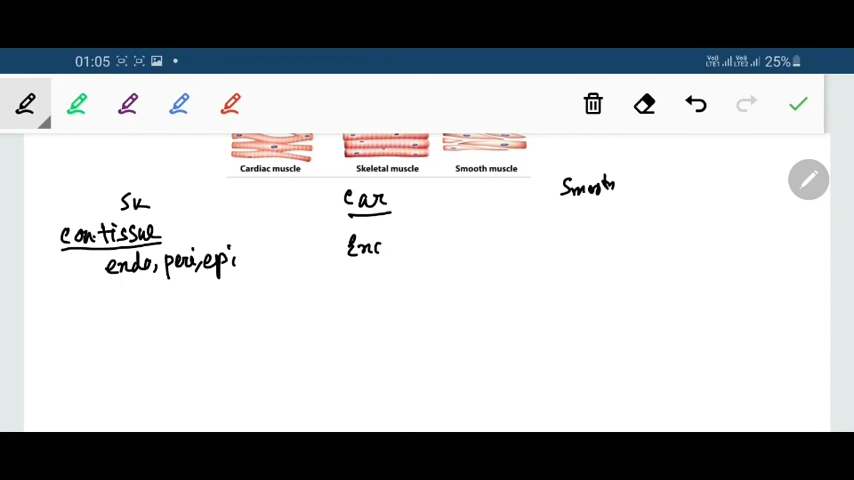 01:05 25%
Cardiac muscle Skeletal muscle Smooth muscle
Sk Car Smooth
con.tissue
endo, peri, epi
Enc